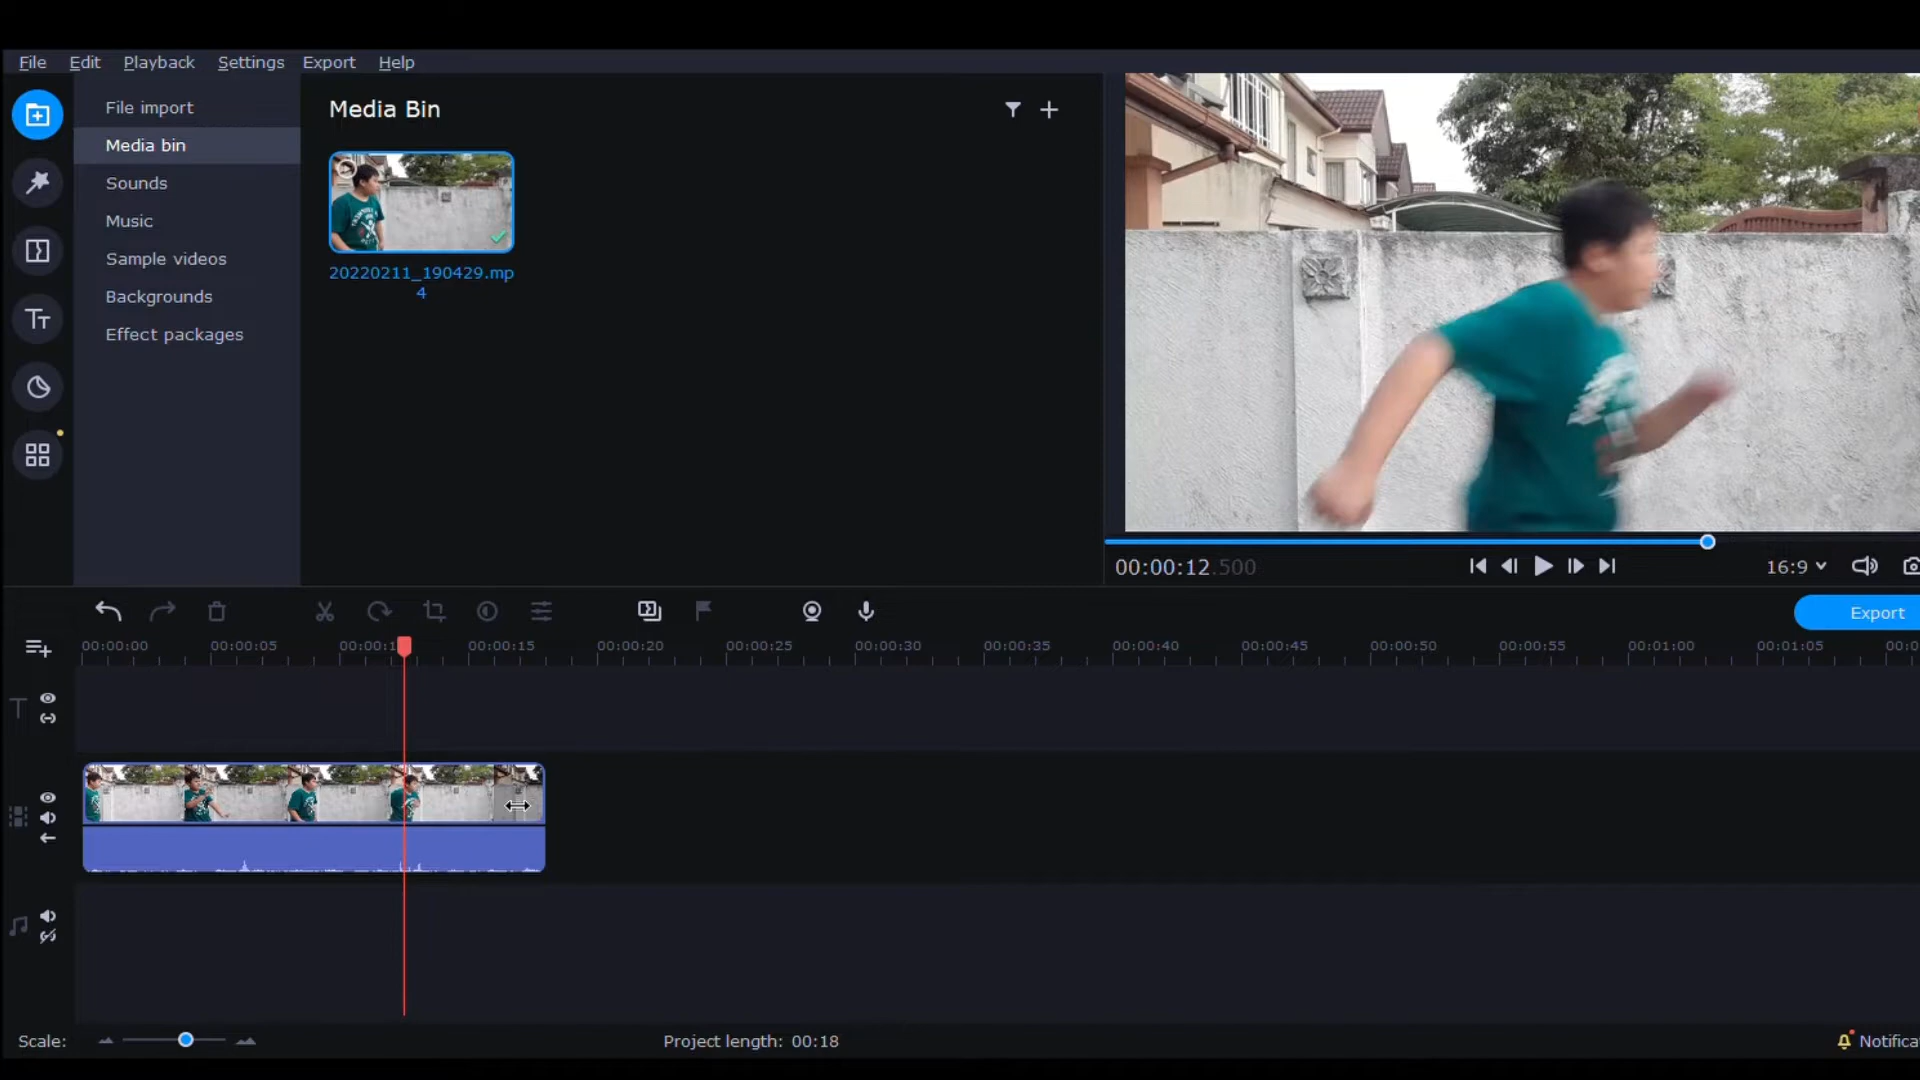 File Edit Playback Settings Export Help
File import
Media bin
Sounds
Music
Sample videos
Backgrounds
Effect packages
Media Bin
20220211_190429.mp
4
00:00:12.500
16:9
Export
00:00:00 00:00:05 00:00:1 00:00:15 00:00:20 00:00:25 00:00:30 00:00:35 00:00:40 00:00:45 00:00:50 00:00:55 00:01:00 00:01:05 00:0
Scale:
Project length: 00:18
Notifica